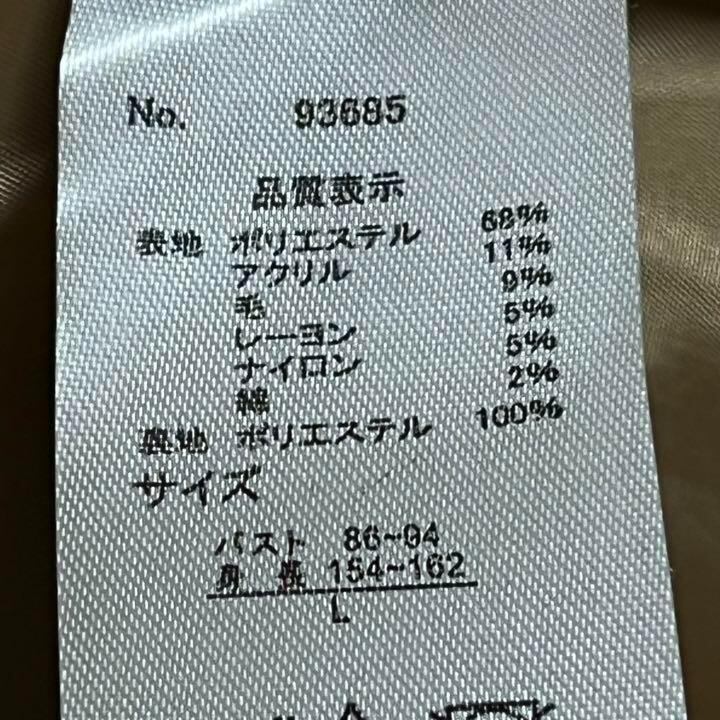 No. 93685
品質表示
表地 ポリエステル 68%
アクリル 11%
毛 9%
レーヨン 5%
ナイロン 5%
綿 2%
裏地 ポリエステル 100%
サイズ
バスト 86~94
身長 154~162
L